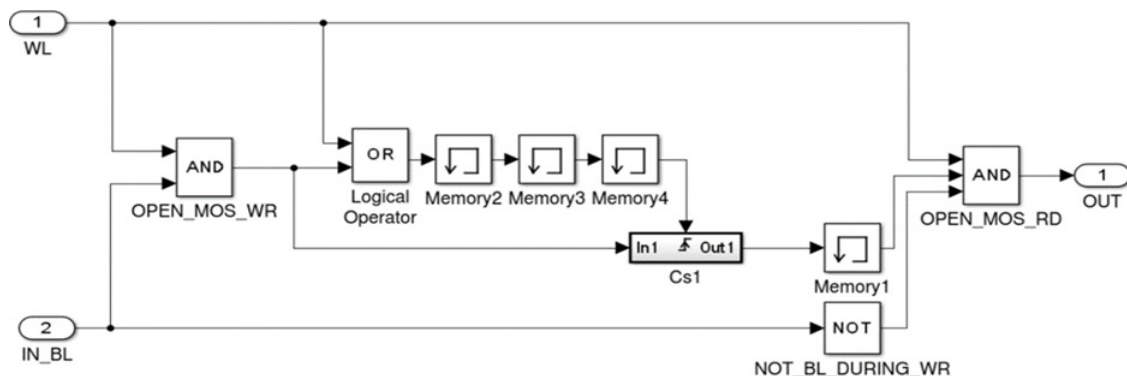 1
WL
AND
OPEN_MOS_WR
OR
Logical
Operator
Memory2
Memory3
Memory4
In1
Out1
Cs1
Memory1
AND
OPEN_MOS_RD
1
OUT
2
IN_BL
NOT
NOT_BL_DURING_WR